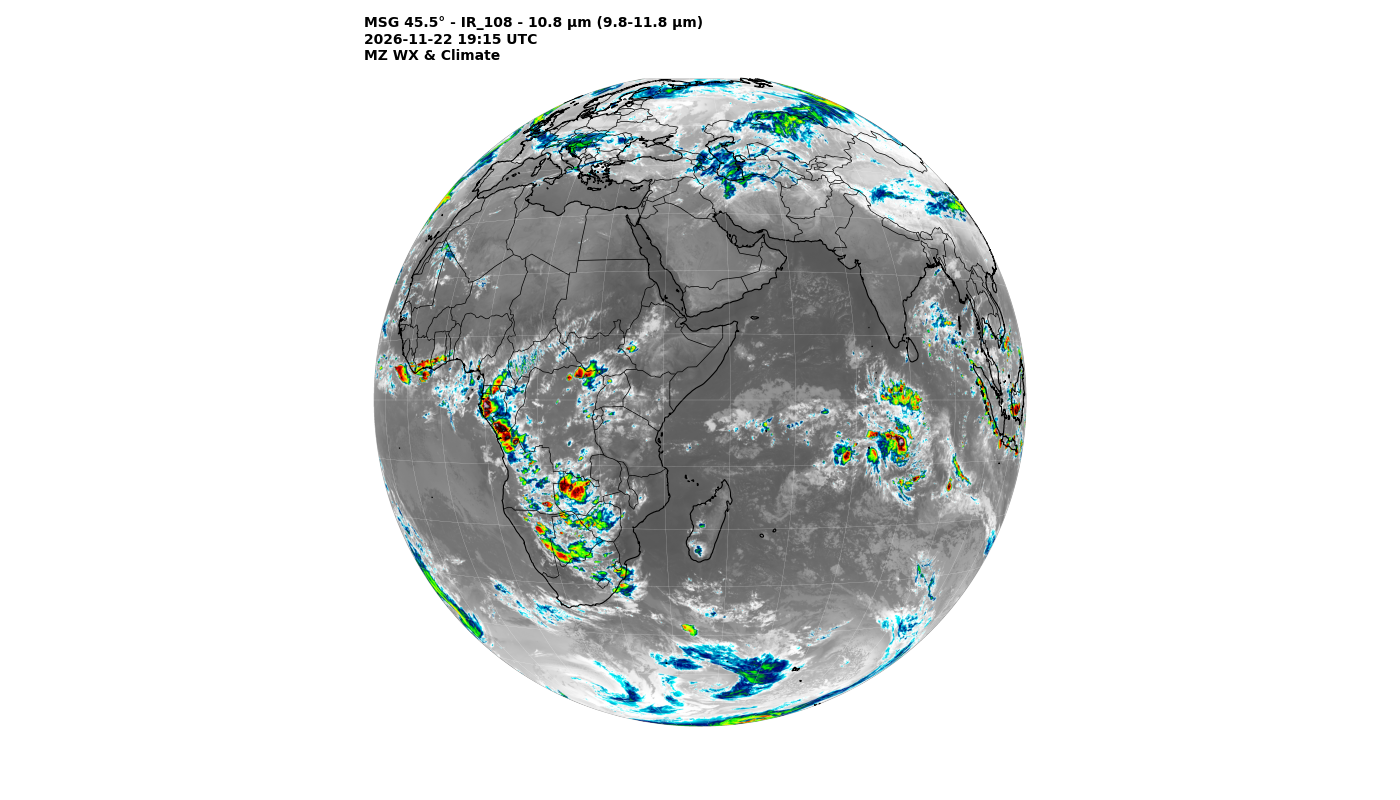 MSG 45.5° - IR_108 - 10.8 μm (9.8-11.8 μm)
2026-11-22 19:15 UTC
MZ WX & Climate